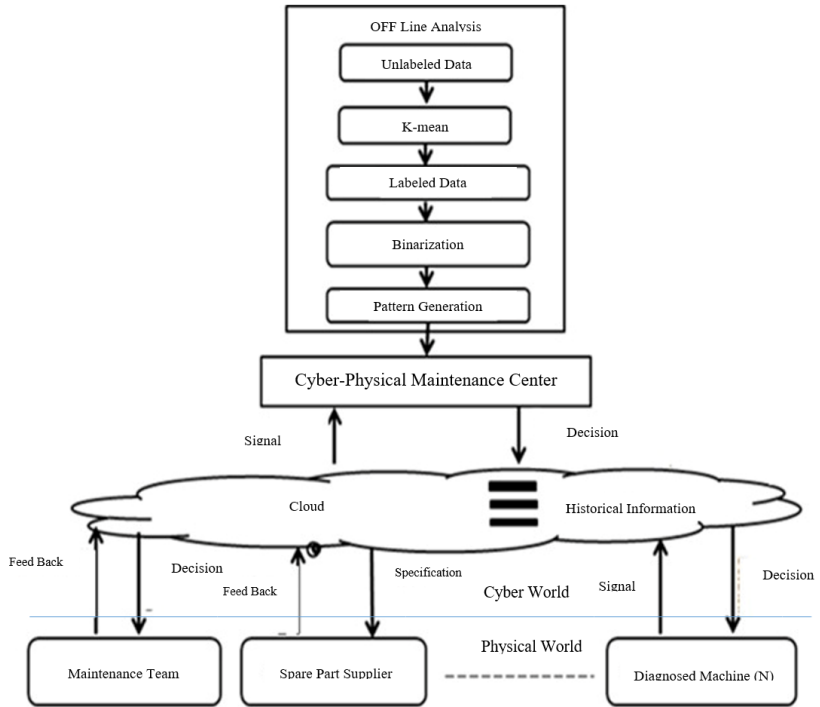 OFF Line Analysis
Unlabeled Data
K-mean
Labeled Data
Binarization
Pattern Generation
Cyber-Physical Maintenance Center
Signal
Decision
Cloud
Historical Information
Feed Back
Decision
Feed Back
Specification
Cyber World
Signal
Decision
Physical World
Maintenance Team
Spare Part Supplier
Diagnosed Machine (N)